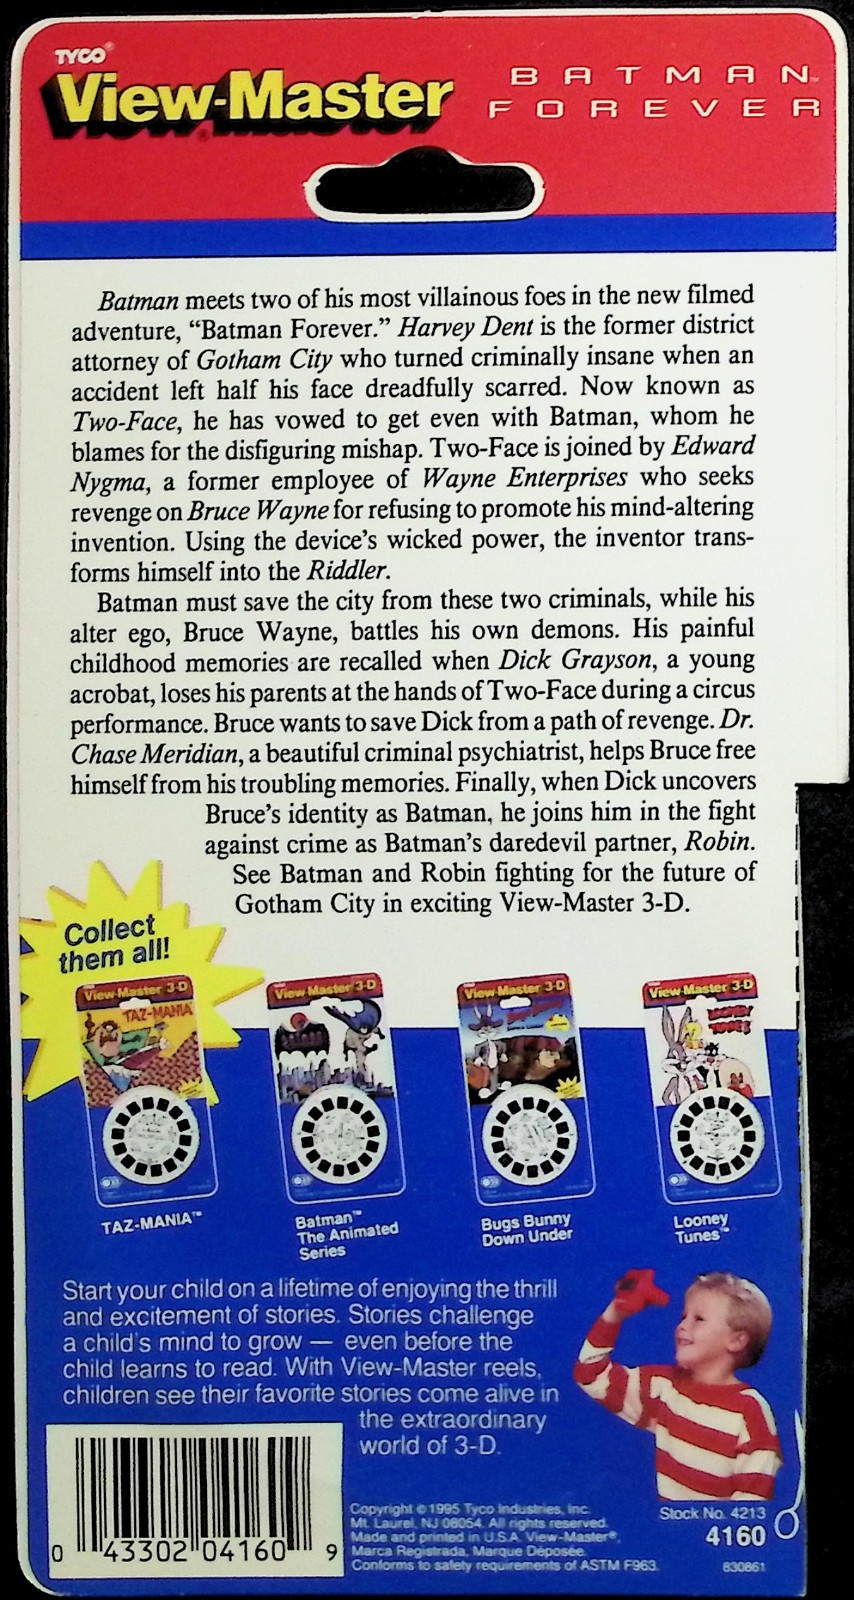 TYCO®
View-Master®
BATMAN™
FOREVER
Batman meets two of his most villainous foes in the new filmed
adventure, “Batman Forever.” Harvey Dent is the former district
attorney of Gotham City who turned criminally insane when an
accident left half his face dreadfully scarred. Now known as
Two-Face, he has vowed to get even with Batman, whom he
blames for the disfiguring mishap. Two-Face is joined by Edward
Nygma, a former employee of Wayne Enterprises who seeks
revenge on Bruce Wayne for refusing to promote his mind-altering
invention. Using the device's wicked power, the inventor trans-
forms himself into the Riddler.
Batman must save the city from these two criminals, while his
alter ego, Bruce Wayne, battles his own demons. His painful
childhood memories are recalled when Dick Grayson, a young
acrobat, loses his parents at the hands of Two-Face during a circus
performance. Bruce wants to save Dick from a path of revenge. Dr.
Chase Meridian, a beautiful criminal psychiatrist, helps Bruce free
himself from his troubling memories. Finally, when Dick uncovers
Bruce's identity as Batman, he joins him in the fight
against crime as Batman's daredevil partner, Robin.
See Batman and Robin fighting for the future of
Gotham City in exciting View-Master 3-D.
Collect
them all!
View-Master 3-D
TAZ-MANIA
View-Master 3-D
View-Master 3-D
View-Master 3-D
LOONEY
TUNES
TAZ-MANIA™
Batman™
The Animated
Series
Bugs Bunny
Down Under
Looney
Tunes™
Start your child on a lifetime of enjoying the thrill
and excitement of stories. Stories challenge
a child's mind to grow — even before the
child learns to read. With View-Master reels,
children see their favorite stories come alive in
the extraordinary
world of 3-D.
0 43302 04160 9
Copyright ©1995 Tyco Industries, Inc.
Mt. Laurel, NJ 08054. All rights reserved.
Made and printed in U.S.A. View-Master®,
Marca Registrada, Marque Déposée.
Conforms to safety requirements of ASTM F963.
Stock No. 4213
4160
830861